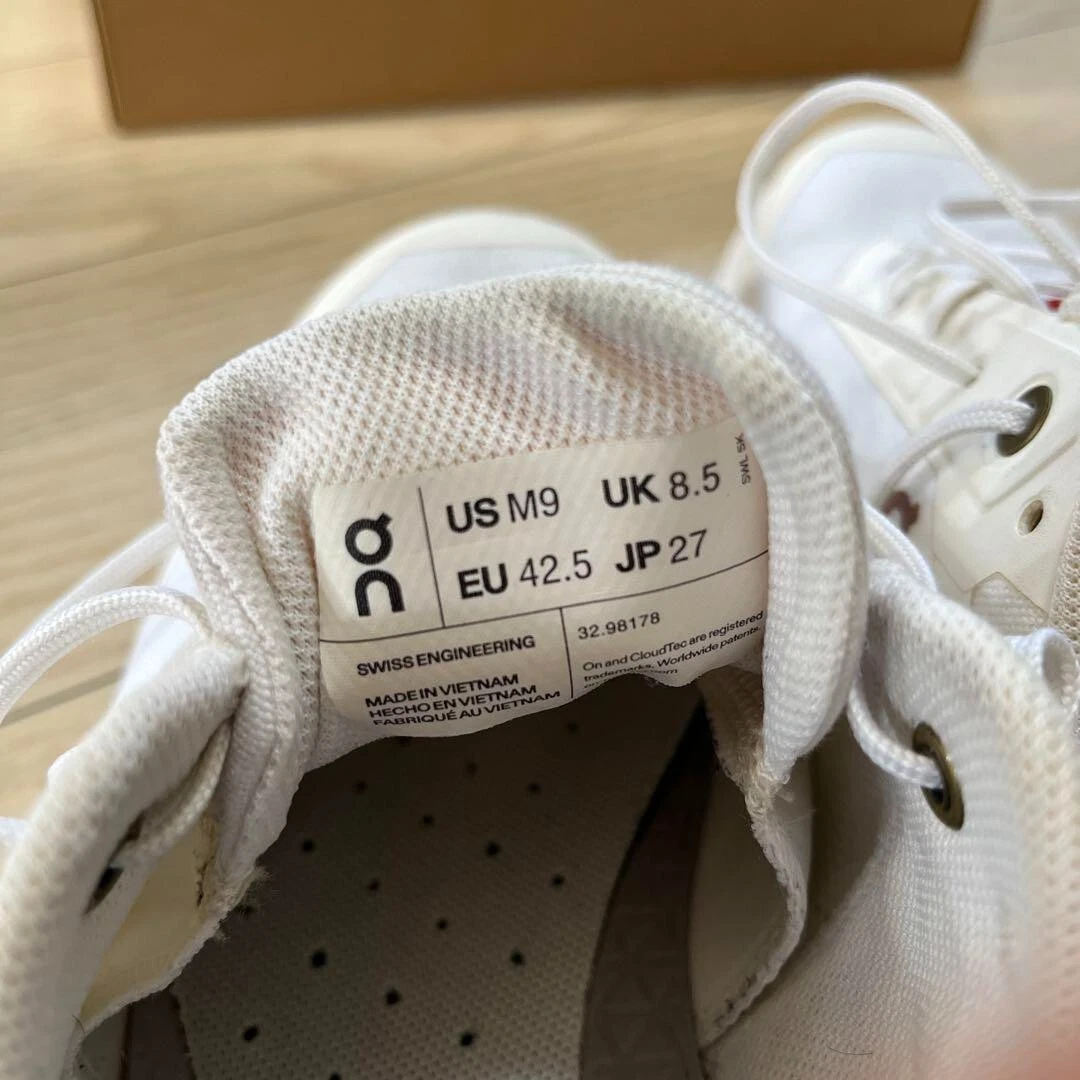 On
US M9 UK 8.5
EU 42.5 JP 27
SWL SK
SWISS ENGINEERING
MADE IN VIETNAM
HECHO EN VIETNAM
FABRIQUÉ AU VIETNAM
32.98178
On and CloudTec are registered
trademarks. Worldwide patents.